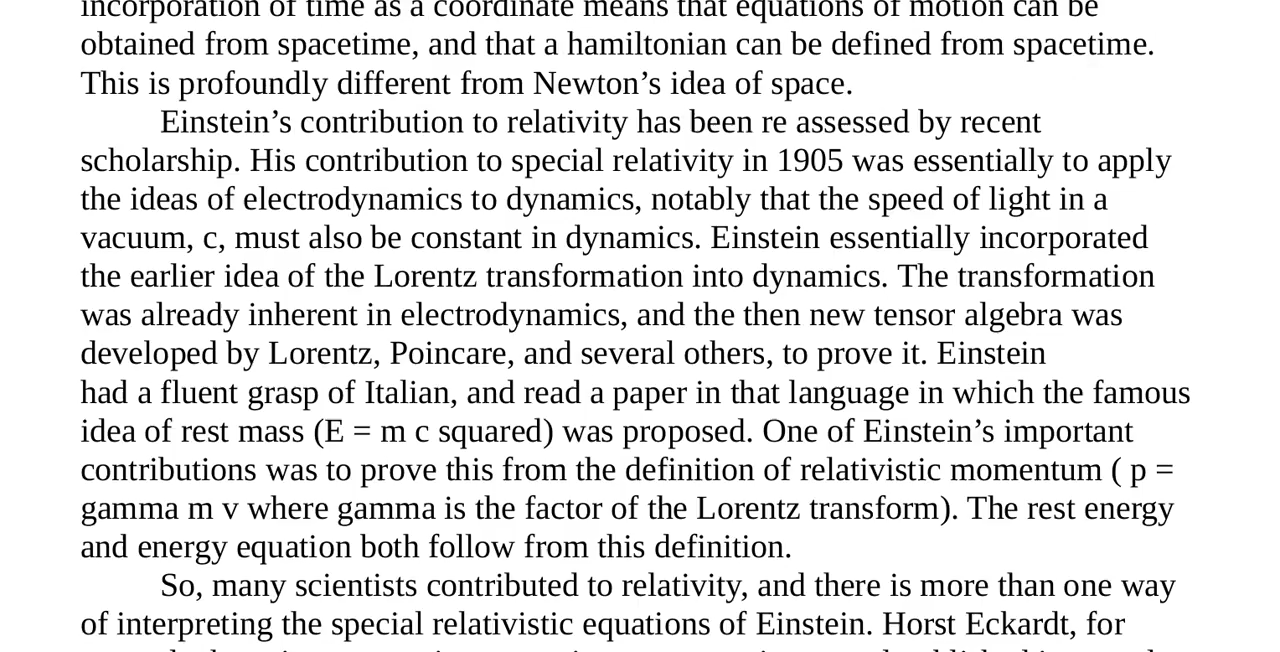 incorporation of time as a coordinate means that equations of motion can be
obtained from spacetime, and that a hamiltonian can be defined from spacetime.
This is profoundly different from Newton’s idea of space.
Einstein’s contribution to relativity has been re assessed by recent
scholarship. His contribution to special relativity in 1905 was essentially to apply
the ideas of electrodynamics to dynamics, notably that the speed of light in a
vacuum, c, must also be constant in dynamics. Einstein essentially incorporated
the earlier idea of the Lorentz transformation into dynamics. The transformation
was already inherent in electrodynamics, and the then new tensor algebra was
developed by Lorentz, Poincare, and several others, to prove it. Einstein
had a fluent grasp of Italian, and read a paper in that language in which the famous
idea of rest mass (E = m c squared) was proposed. One of Einstein’s important
contributions was to prove this from the definition of relativistic momentum ( p =
gamma m v where gamma is the factor of the Lorentz transform). The rest energy
and energy equation both follow from this definition.
So, many scientists contributed to relativity, and there is more than one way
of interpreting the special relativistic equations of Einstein. Horst Eckardt, for